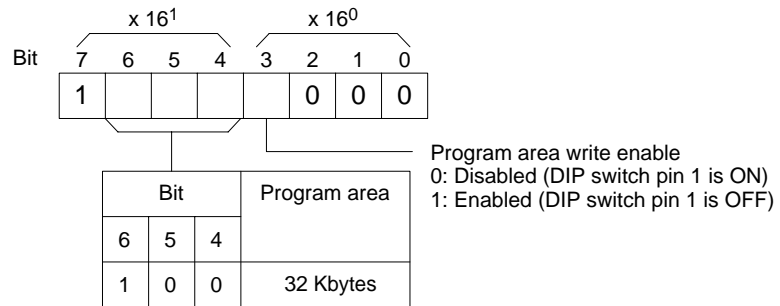 x 16¹ x 16⁰
Bit 7 6 5 4 3 2 1 0
1 0 0 0
Program area write enable
0: Disabled (DIP switch pin 1 is ON)
1: Enabled (DIP switch pin 1 is OFF)
Bit Program area
6 5 4
1 0 0 32 Kbytes